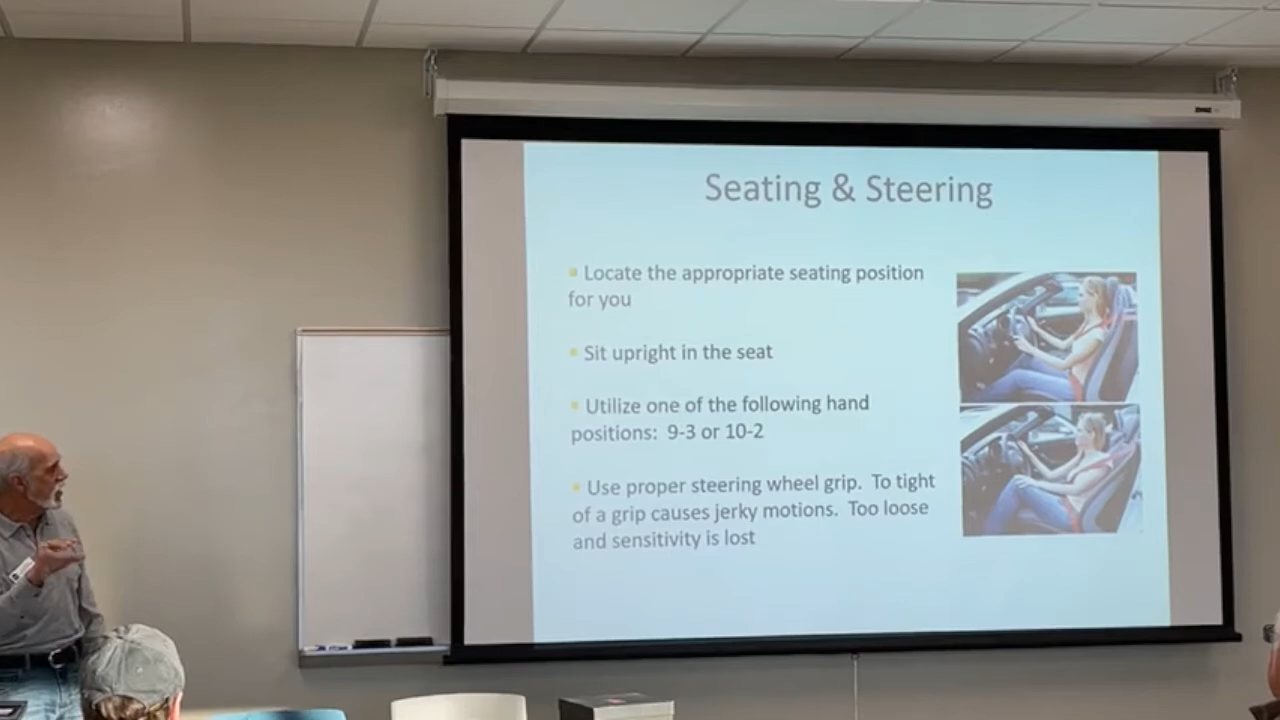 Seating & Steering
▪ Locate the appropriate seating position
for you
▪ Sit upright in the seat
▪ Utilize one of the following hand
positions: 9-3 or 10-2
▪ Use proper steering wheel grip. To tight
of a grip causes jerky motions. Too loose
and sensitivity is lost